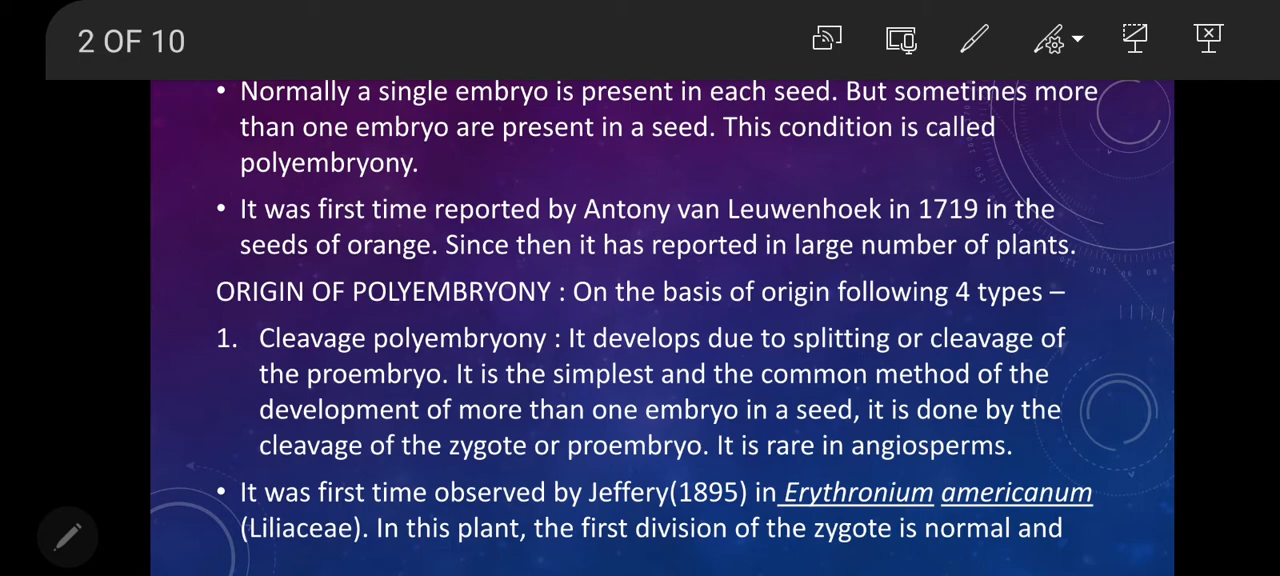 2 OF 10
• Normally a single embryo is present in each seed. But sometimes more
than one embryo are present in a seed. This condition is called
polyembryony.
• It was first time reported by Antony van Leuwenhoek in 1719 in the
seeds of orange. Since then it has reported in large number of plants.
ORIGIN OF POLYEMBRYONY : On the basis of origin following 4 types –
1. Cleavage polyembryony : It develops due to splitting or cleavage of
the proembryo. It is the simplest and the common method of the
development of more than one embryo in a seed, it is done by the
cleavage of the zygote or proembryo. It is rare in angiosperms.
• It was first time observed by Jeffery(1895) in Erythronium americanum
(Liliaceae). In this plant, the first division of the zygote is normal and